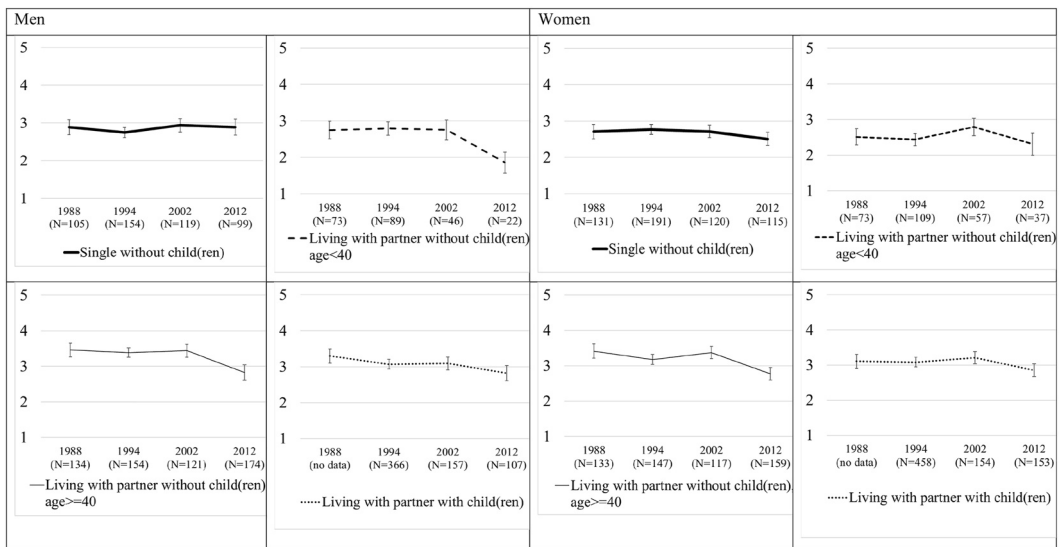 Men
5
4
3
2
1
1988 1994 2002 2012
(N=105) (N=154) (N=119) (N=99)
Single without child(ren)
5
4
3
2
1
1988 1994 2002 2012
(N=73) (N=89) (N=46) (N=22)
Living with partner without child(ren)
age<40
Women
5
4
3
2
1
1988 1994 2002 2012
(N=131) (N=191) (N=120) (N=115)
Single without child(ren)
5
4
3
2
1
1988 1994 2002 2012
(N=73) (N=109) (N=57) (N=37)
Living with partner without child(ren)
age<40
5
4
3
2
1
1988 1994 2002 2012
(N=134) (N=154) (N=121) (N=174)
Living with partner without child(ren)
age>=40
5
4
3
2
1
1988 1994 2002 2012
(no data) (N=366) (N=157) (N=107)
Living with partner with child(ren)
5
4
3
2
1
1988 1994 2002 2012
(N=133) (N=147) (N=117) (N=159)
Living with partner without child(ren)
age>=40
5
4
3
2
1
1988 1994 2002 2012
(no data) (N=458) (N=154) (N=153)
Living with partner with child(ren)